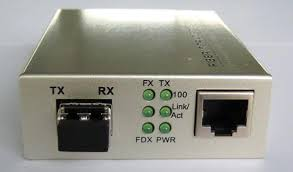 FX TX
TX RX
100
Link/
Act
FDX PWR